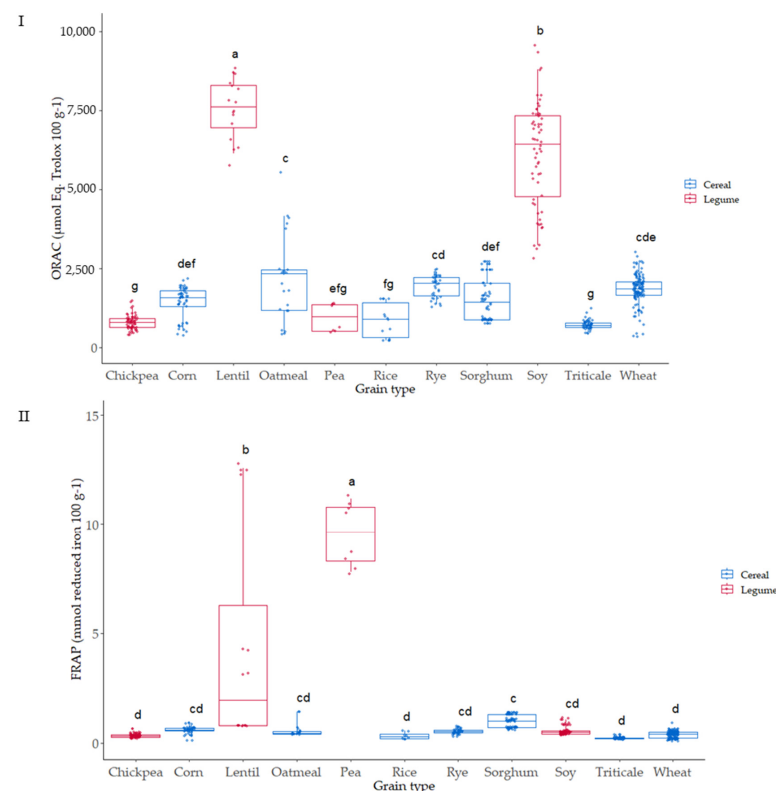 I
10,000
7,500
5,000
2,500
0
ORAC (µmol Eq. Trolox 100 g-1)
g
def
a
c
efg
fg
cd
def
b
g
cde
Chickpea Corn Lentil Oatmeal Pea Rice Rye Sorghum Soy Triticale Wheat
Grain type
Cereal
Legume
II
15
10
5
0
FRAP (mmol reduced iron 100 g-1)
d
cd
b
cd
a
d
cd
c
cd
d
d
Chickpea Corn Lentil Oatmeal Pea Rice Rye Sorghum Soy Triticale Wheat
Grain type
Cereal
Legume